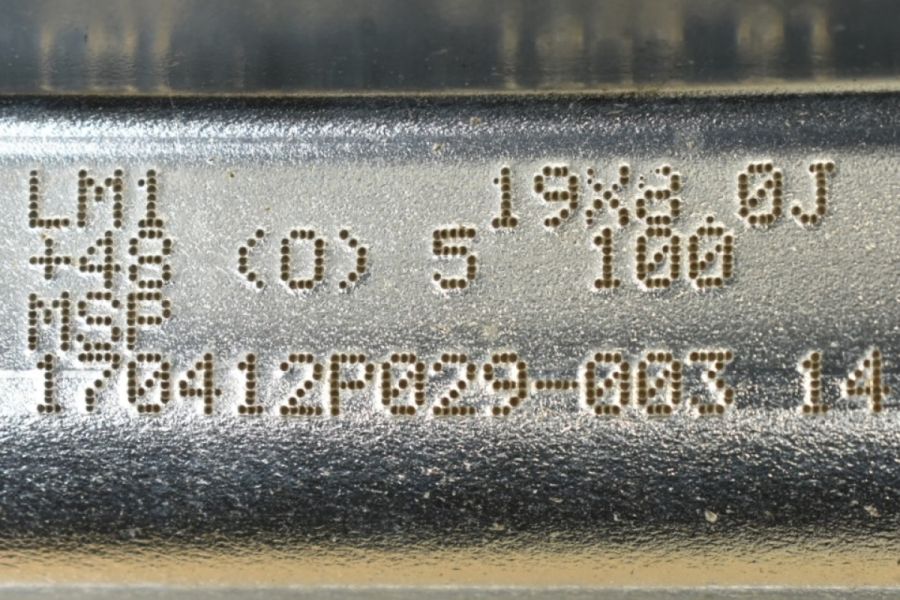 LM1 19X8 0J
+48 (O) 5 100
MSP
170412P029-003 14